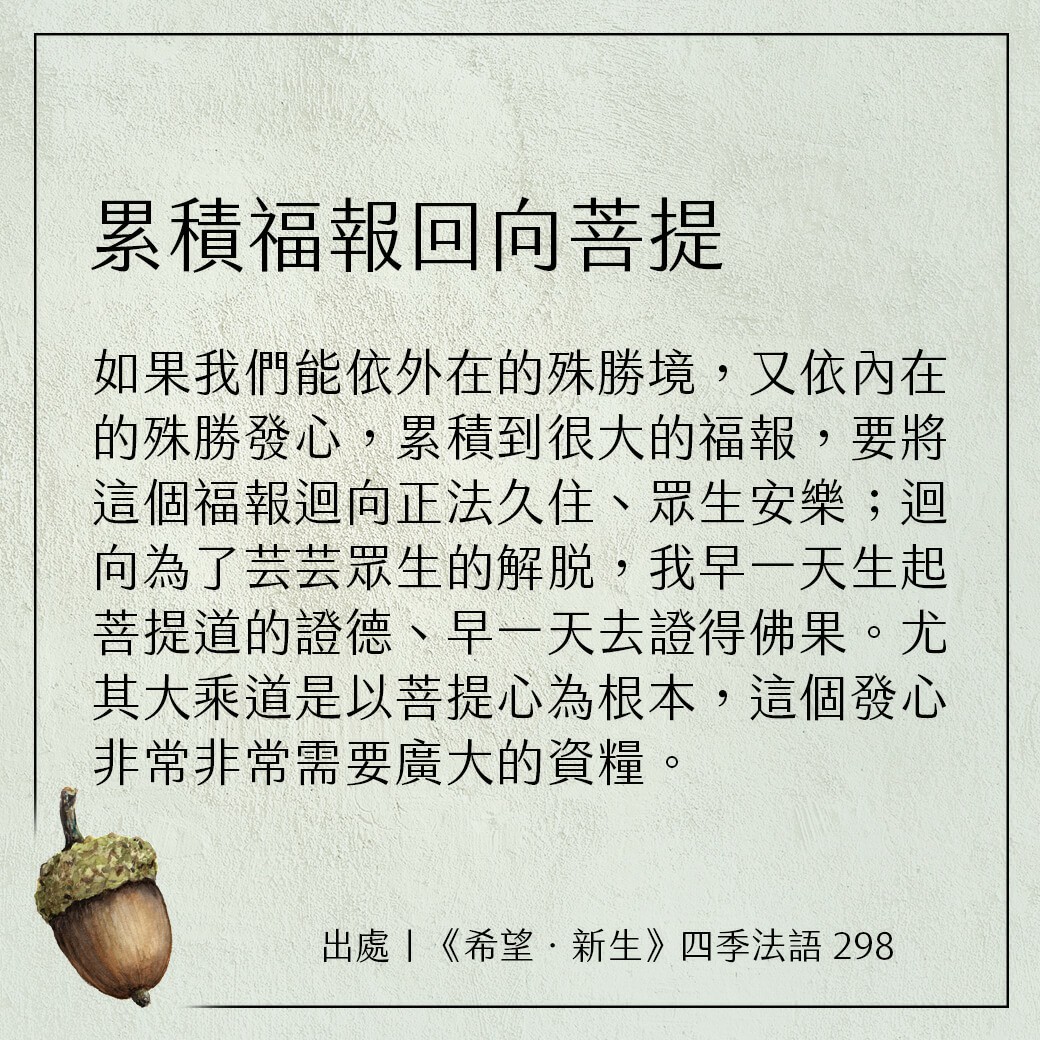 累積福報回向菩提
如果我們能依外在的殊勝境，又依內在
的殊勝發心，累積到很大的福報，要將
這個福報迴向正法久住、眾生安樂；迴
向為了芸芸眾生的解脫，我早一天生起
菩提道的證德、早一天去證得佛果。尤
其大乘道是以菩提心為根本，這個發心
非常非常需要廣大的資糧。
出處｜《希望．新生》四季法語 298